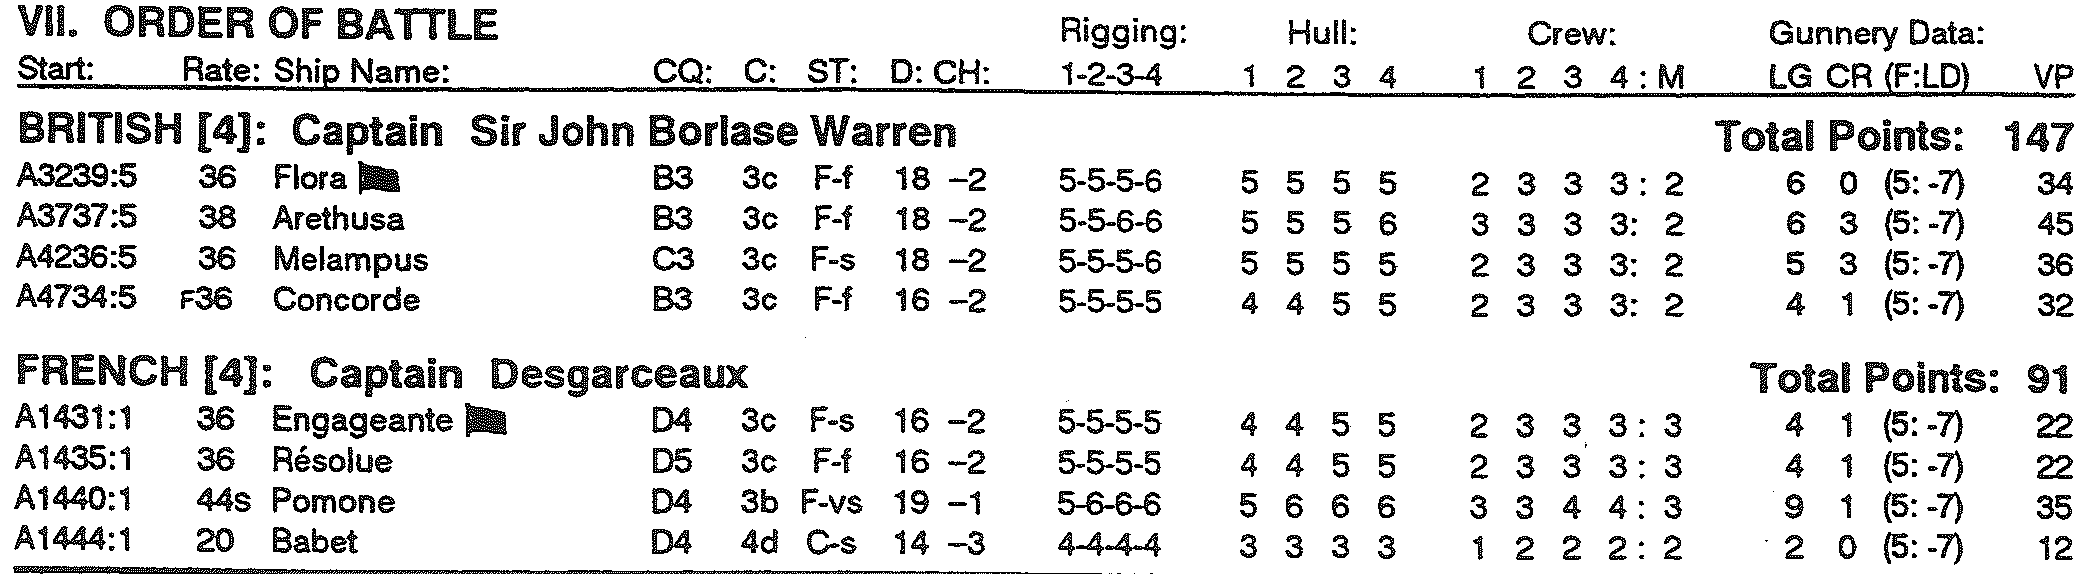 VII. ORDER OF BATTLE Rigging: Hull: Crew: Gunnery Data:
Start: Rate: Ship Name: CQ: C: ST: D: CH: 1-2-3-4 1 2 3 4 1 2 3 4 : M LG CR (F:LD) VP
BRITISH [4]: Captain Sir John Borlase Warren Total Points: 147
A3239:5 36 Flora B3 3c F-f 18 –2 5-5-5-6 5 5 5 5 2 3 3 3 : 2 6 0 (5: -7) 34
A3737:5 38 Arethusa B3 3c F-f 18 –2 5-5-6-6 5 5 5 6 3 3 3 3: 2 6 3 (5: -7) 45
A4236:5 36 Melampus C3 3c F-s 18 –2 5-5-5-6 5 5 5 5 2 3 3 3: 2 5 3 (5: -7) 36
A4734:5 F36 Concorde B3 3c F-f 16 –2 5-5-5-5 4 4 5 5 2 3 3 3: 2 4 1 (5: -7) 32
FRENCH [4]: Captain Desgarceaux Total Points: 91
A1431:1 36 Engageante D4 3c F-s 16 –2 5-5-5-5 4 4 5 5 2 3 3 3 : 3 4 1 (5: -7) 22
A1435:1 36 Résolue D5 3c F-f 16 –2 5-5-5-5 4 4 5 5 2 3 3 3 : 3 4 1 (5: -7) 22
A1440:1 44s Pomone D4 3b F-vs 19 –1 5-6-6-6 5 6 6 6 3 3 4 4 : 3 9 1 (5: -7) 35
A1444:1 20 Babet D4 4d C-s 14 –3 4-4-4-4 3 3 3 3 1 2 2 2 : 2 2 0 (5: -7) 12